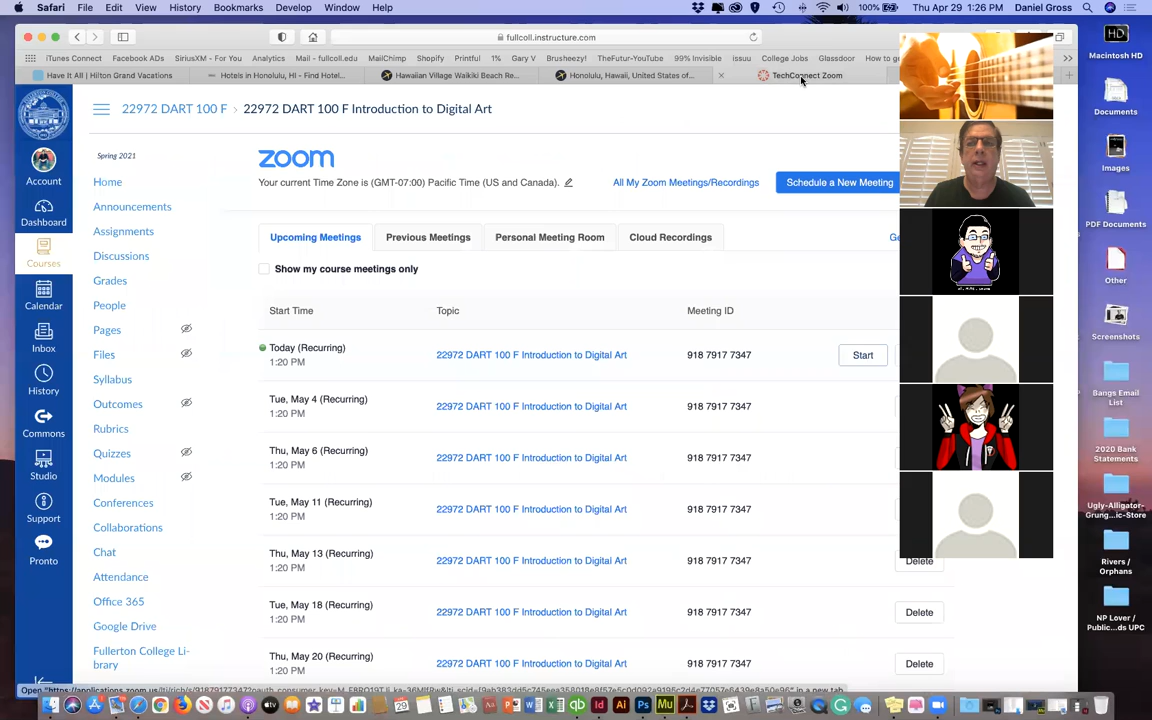 Safari File Edit View History Bookmarks Develop Window Help 100% Thu Apr 29 1:26 PM Daniel Gross
fullcoll.instructure.com
iTunes Connect Facebook ADs SiriusXM - For You Analytics Mail - fullcoll MailChimp Shopify Printful 1% Gary V Brusheezy! TheFutur-YouTube 99% Invisible issuu College Jobs Glassdoor How to
Have It All | Hilton Grand Vacations Hotels in Honolulu, HI - Find Hotel... Hawaiian Village Waikiki Beach Re... Honolulu, Hawaii, United States of... TechConnect Zoom
22972 DART 100 F > 22972 DART 100 F Introduction to Digital Art
Account
Dashboard
Courses
Calendar
Inbox
History
Commons
Studio
Support
Pronto
Spring 2021
Home
Announcements
Assignments
Discussions
Grades
People
Pages
Files
Syllabus
Outcomes
Rubrics
Quizzes
Modules
Conferences
Collaborations
Chat
Attendance
Office 365
Google Drive
Fullerton College Li-
brary
zoom
Your current Time Zone is (GMT-07:00) Pacific Time (US and Canada). All My Zoom Meetings/Recordings Schedule a New Meeting
Upcoming Meetings Previous Meetings Personal Meeting Room Cloud Recordings
Show my course meetings only
Start Time Topic Meeting ID
Today (Recurring)
1:20 PM 22972 DART 100 F Introduction to Digital Art 918 7917 7347 Start
Tue, May 4 (Recurring)
1:20 PM 22972 DART 100 F Introduction to Digital Art 918 7917 7347
Thu, May 6 (Recurring)
1:20 PM 22972 DART 100 F Introduction to Digital Art 918 7917 7347
Tue, May 11 (Recurring)
1:20 PM 22972 DART 100 F Introduction to Digital Art 918 7917 7347
Thu, May 13 (Recurring)
1:20 PM 22972 DART 100 F Introduction to Digital Art 918 7917 7347 Delete
Tue, May 18 (Recurring)
1:20 PM 22972 DART 100 F Introduction to Digital Art 918 7917 7347 Delete
Thu, May 20 (Recurring)
1:20 PM 22972 DART 100 F Introduction to Digital Art 918 7917 7347 Delete
HD
Macintosh HD
Documents
Images
PDF Documents
Other
Screenshots
Bangs Email
List
2020 Bank
Statements
Ugly-Alligator-
Grung...ic-Store
Rivers /
Orphans
NP Lover /
Public...ds UPC